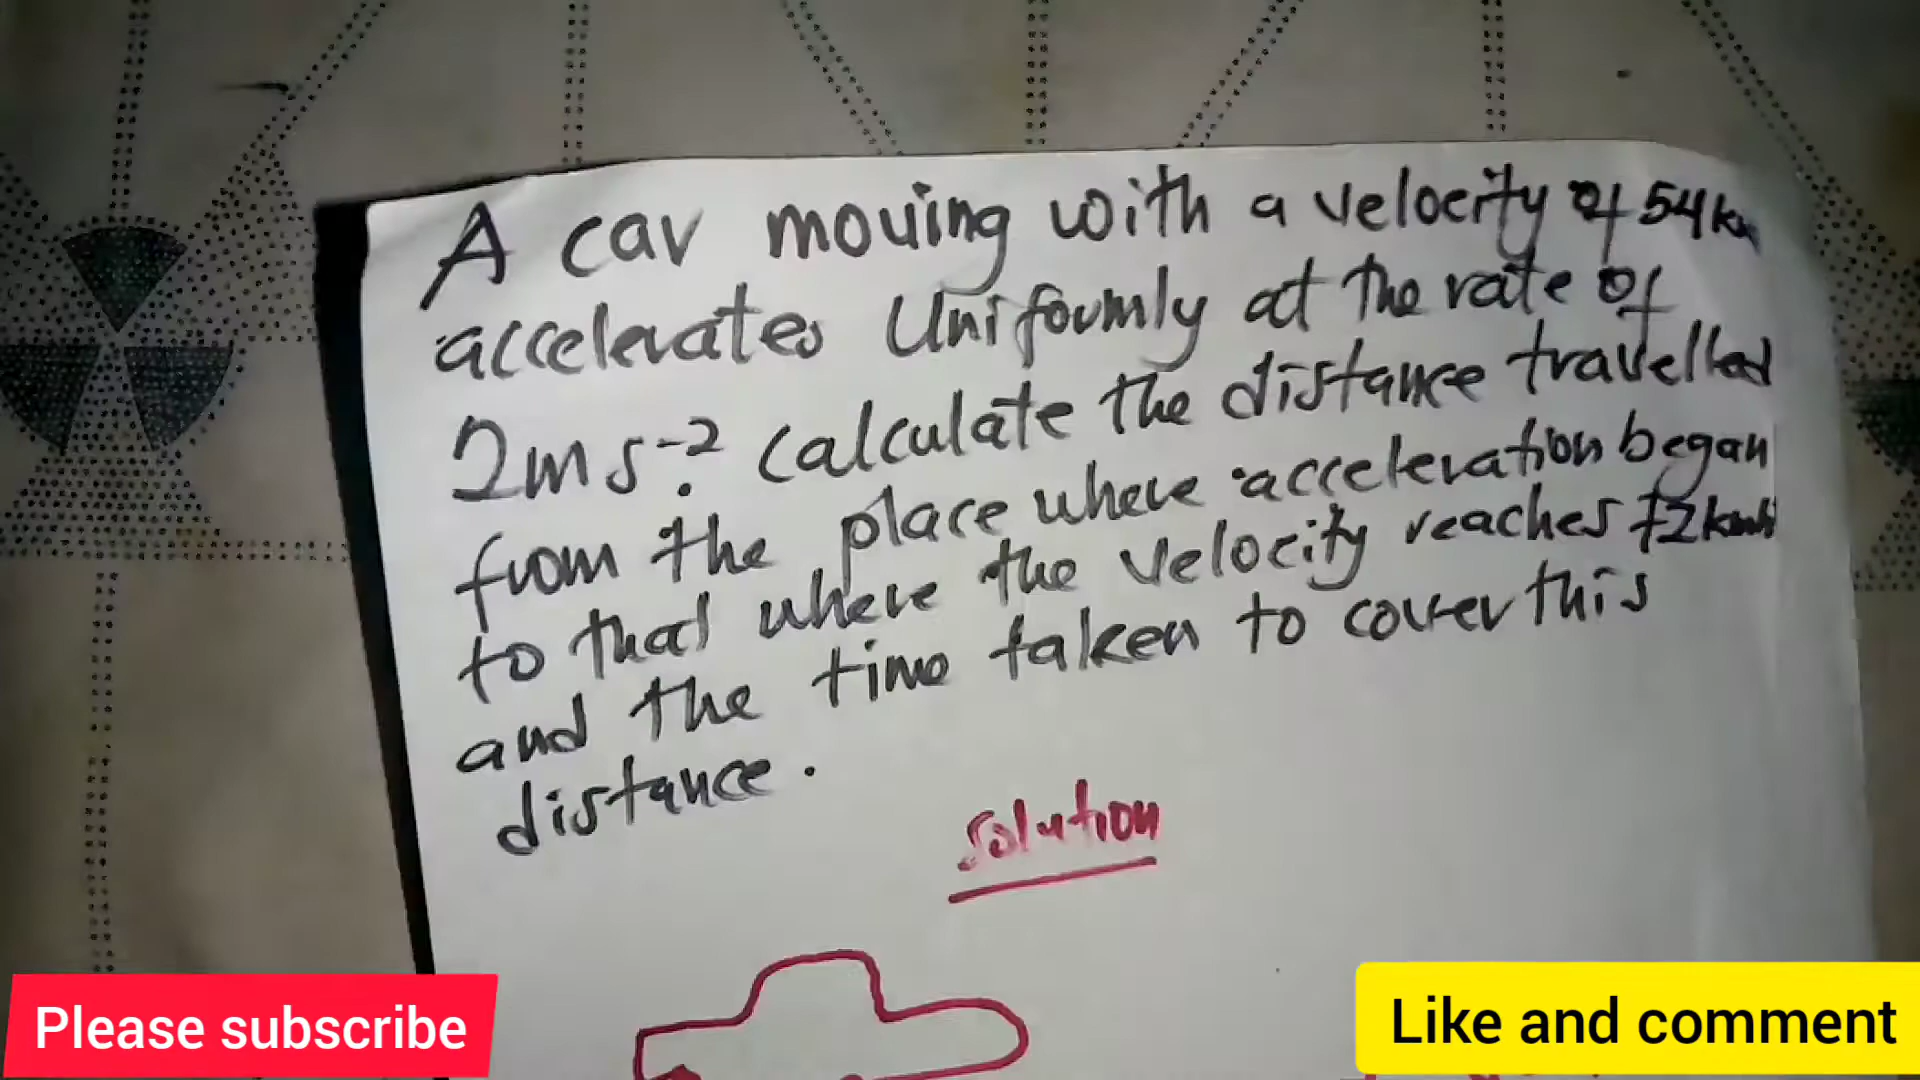 A car moving with a velocity of 54km
accelerates Uniformly at the rate of
2ms⁻². calculate the distance travelled
from the place where acceleration began
to that where the velocity reaches 72kmh
and the time taken to cover this
distance.
solution
Please subscribe
Like and comment